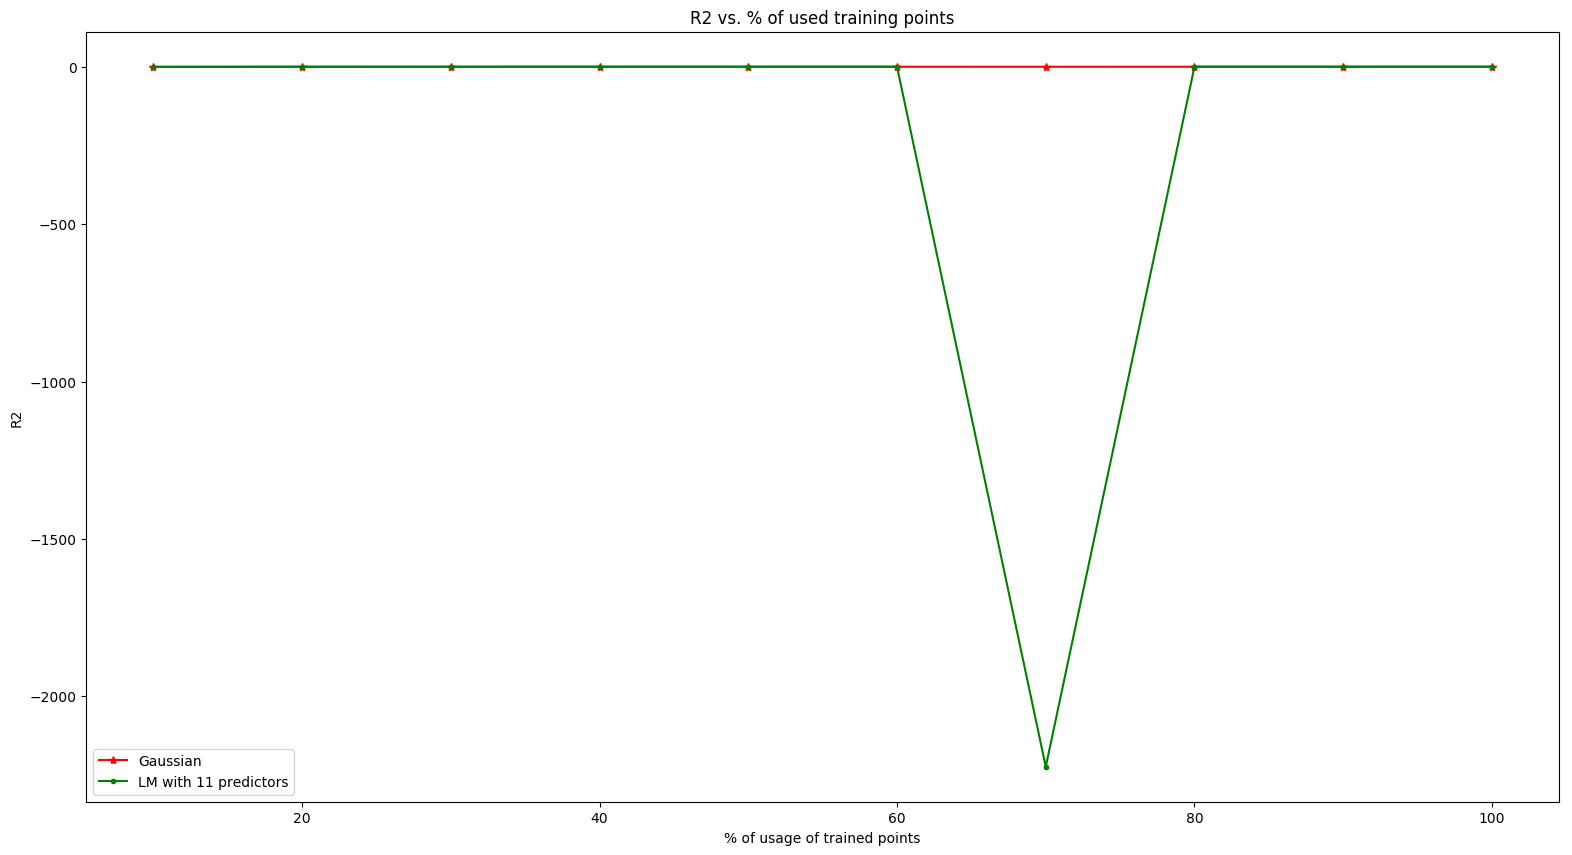 R2 vs. % of used training points
0
−500
−1000
−1500
−2000
R2
Gaussian
LM with 11 predictors
20 40 60 80 100
% of usage of trained points